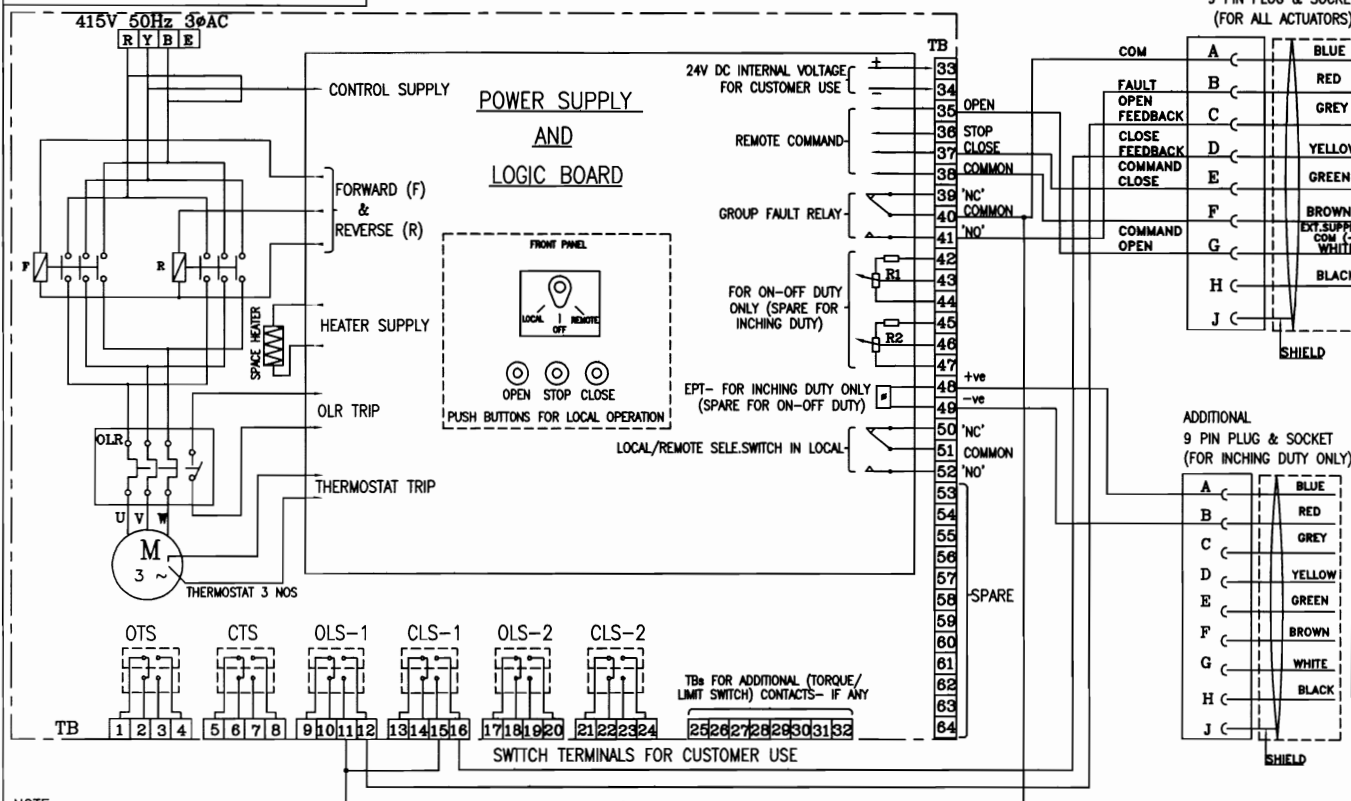 415V 50Hz 3øAC
R Y B E
CONTROL SUPPLY
FORWARD (F)
&
REVERSE (R)
F
R
SPACE HEATER
HEATER SUPPLY
OLR TRIP
OLR
THERMOSTAT TRIP
U V W
M
3 ~
THERMOSTAT 3 NOS
POWER SUPPLY
AND
LOGIC BOARD
FRONT PANEL
LOCAL
OFF
REMOTE
OPEN STOP CLOSE
PUSH BUTTONS FOR LOCAL OPERATION
24V DC INTERNAL VOLTAGE
FOR CUSTOMER USE
+
–
REMOTE COMMAND
GROUP FAULT RELAY
FOR ON-OFF DUTY
ONLY (SPARE FOR
INCHING DUTY)
R1
R2
EPT- FOR INCHING DUTY ONLY
(SPARE FOR ON-OFF DUTY)
LOCAL/REMOTE SELE.SWITCH IN LOCAL
TB
33
34
35 OPEN
36 STOP
37 CLOSE
38 COMMON
39 'NC'
40 COMMON
41 'NO'
42
43
44
45
46
47
48 +ve
49 -ve
50 'NC'
51 COMMON
52 'NO'
53
54
55
56
57
58
59
60
61
62
63
64
SPARE
OTS CTS OLS-1 CLS-1 OLS-2 CLS-2
TBs FOR ADDITIONAL (TORQUE/
LIMIT SWITCH) CONTACTS- IF ANY
TB 1 2 3 4 5 6 7 8 9 10 11 12 13 14 15 16 17 18 19 20 21 22 23 24 25 26 27 28 29 30 31 32
SWITCH TERMINALS FOR CUSTOMER USE
(FOR ALL ACTUATORS)
COM A BLUE
FAULT B RED
OPEN
FEEDBACK C GREY
CLOSE
FEEDBACK D YELLOW
COMMAND
CLOSE E GREEN
F BROWN
EXT.SUPP
COM (-
COMMAND
OPEN G WHITE
H BLACK
J
SHIELD
ADDITIONAL
9 PIN PLUG & SOCKET
(FOR INCHING DUTY ONLY)
A BLUE
B RED
C GREY
D YELLOW
E GREEN
F BROWN
G WHITE
H BLACK
J
SHIELD